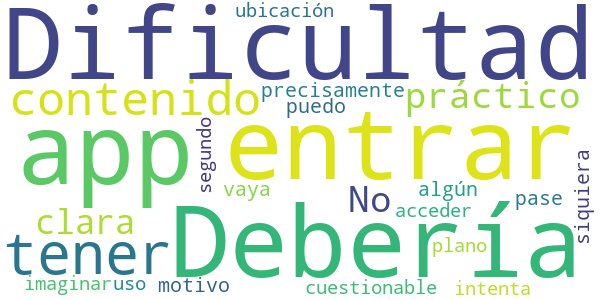 ubicación
Dificultad
contenido
precisamente
práctico
puedo
app
entrar
segundo
vaya
No
algún
pase
siquiera
acceder
clara
Debería
tener
plano
imaginar
uso
motivo
cuestionable
intenta